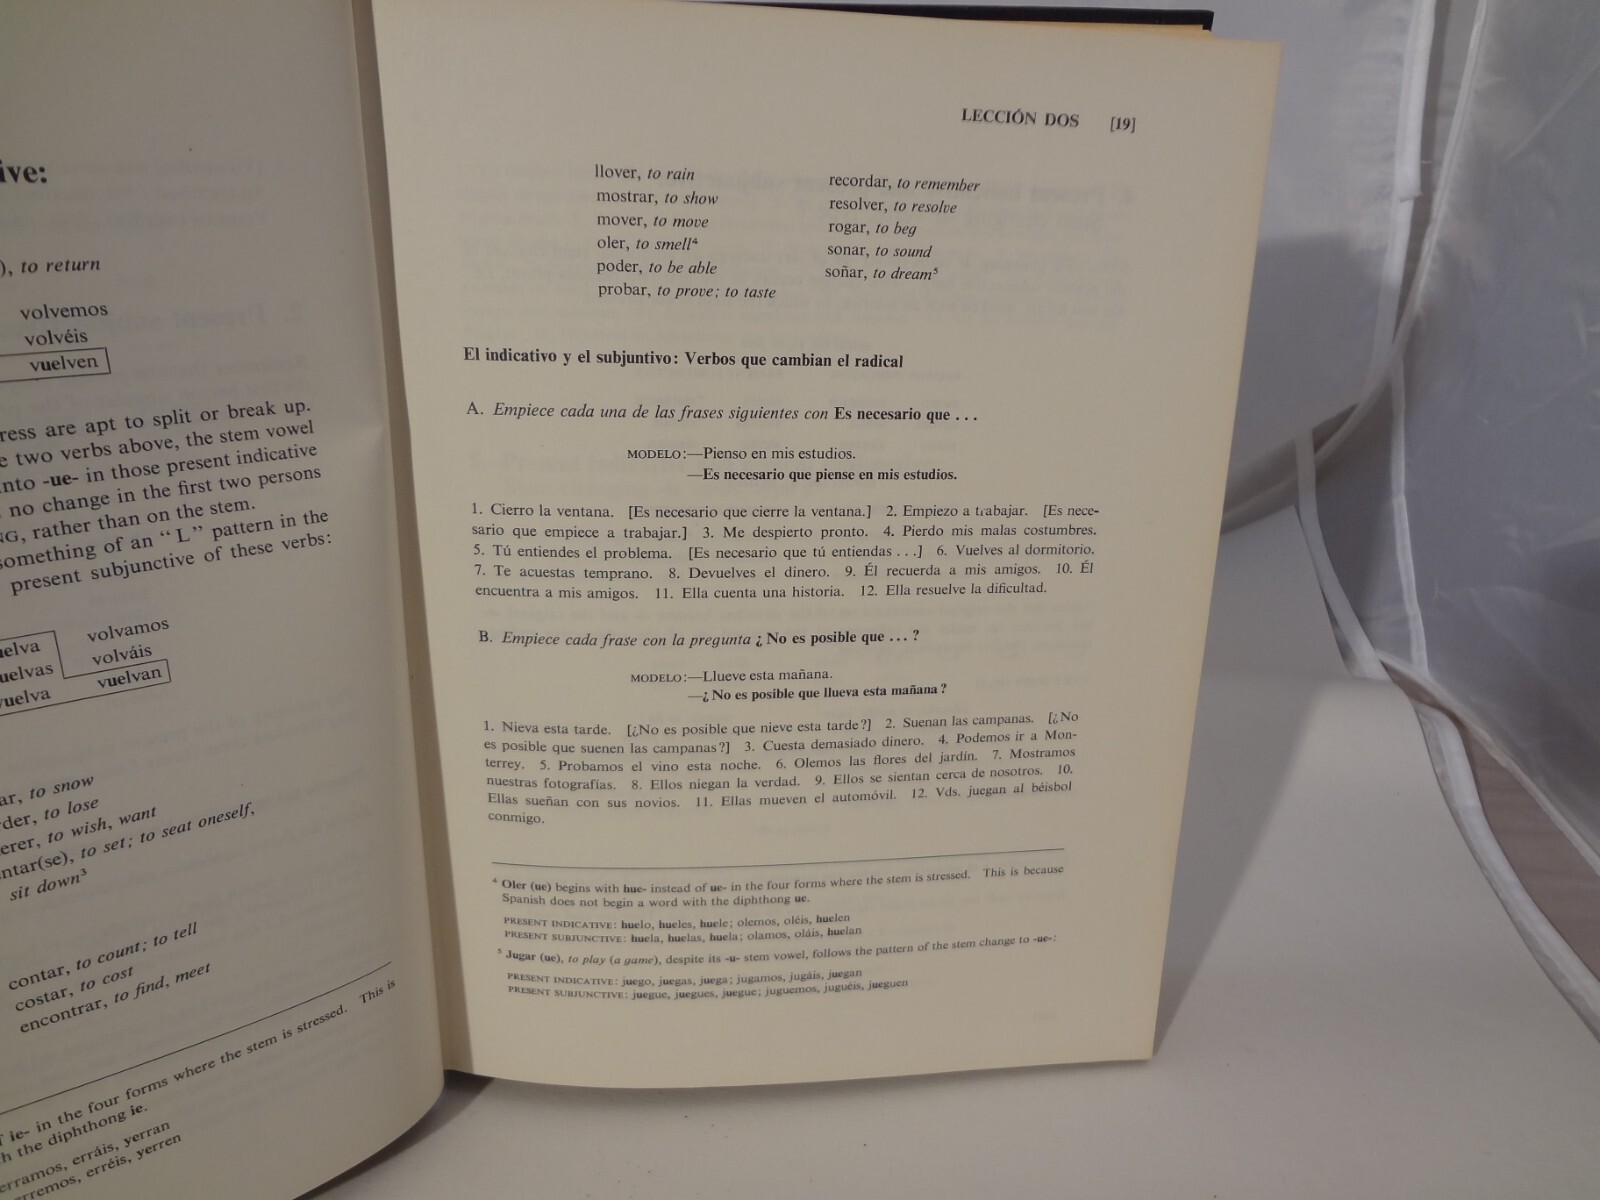 ive:
), to return
volvemos
volvéis
vuelven
ress are apt to split or break up.
e two verbs above, the stem vowel
nto -ue- in those present indicative
no change in the first two persons
NG, rather than on the stem.
something of an “L” pattern in the
present subjunctive of these verbs:
uelva volvamos
uelvas volváis
vuelva vuelvan
ar, to snow
der, to lose
erer, to wish, want
ntar(se), to set; to seat oneself,
sit down³
contar, to count; to tell
costar, to cost
encontrar, to find, meet
ie- in the four forms where the stem is stressed. This is
h the diphthong ie.
erramos, erráis, yerran
erremos, erréis, yerren
LECCIÓN DOS [19]
llover, to rain
mostrar, to show
mover, to move
oler, to smell⁴
poder, to be able
probar, to prove; to taste
recordar, to remember
resolver, to resolve
rogar, to beg
sonar, to sound
soñar, to dream⁵
El indicativo y el subjuntivo: Verbos que cambian el radical
A. Empiece cada una de las frases siguientes con Es necesario que . . .
MODELO:—Pienso en mis estudios.
—Es necesario que piense en mis estudios.
1. Cierro la ventana. [Es necesario que cierre la ventana.] 2. Empiezo a trabajar. [Es nece-
sario que empiece a trabajar.] 3. Me despierto pronto. 4. Pierdo mis malas costumbres.
5. Tú entiendes el problema. [Es necesario que tú entiendas . . .] 6. Vuelves al dormitorio.
7. Te acuestas temprano. 8. Devuelves el dinero. 9. Él recuerda a mis amigos. 10. Él
encuentra a mis amigos. 11. Ella cuenta una historia. 12. Ella resuelve la dificultad.
B. Empiece cada frase con la pregunta ¿No es posible que . . . ?
MODELO:—Llueve esta mañana.
—¿No es posible que llueva esta mañana?
1. Nieva esta tarde. [¿No es posible que nieve esta tarde?] 2. Suenan las campanas. [¿No
es posible que suenen las campanas?] 3. Cuesta demasiado dinero. 4. Podemos ir a Mon-
terrey. 5. Probamos el vino esta noche. 6. Olemos las flores del jardín. 7. Mostramos
nuestras fotografías. 8. Ellos niegan la verdad. 9. Ellos se sientan cerca de nosotros. 10.
Ellas sueñan con sus novios. 11. Ellas mueven el automóvil. 12. Vds. juegan al béisbol
conmigo.
⁴ Oler (ue) begins with hue- instead of ue- in the four forms where the stem is stressed. This is because
Spanish does not begin a word with the diphthong ue.
PRESENT INDICATIVE: huelo, hueles, huele; olemos, oléis, huelen
PRESENT SUBJUNCTIVE: huela, huelas, huela; olamos, oláis, huelan
⁵ Jugar (ue), to play (a game), despite its -u- stem vowel, follows the pattern of the stem change to -ue-:
PRESENT INDICATIVE: juego, juegas, juega; jugamos, jugáis, juegan
PRESENT SUBJUNCTIVE: juegue, juegues, juegue; juguemos, juguéis, jueguen